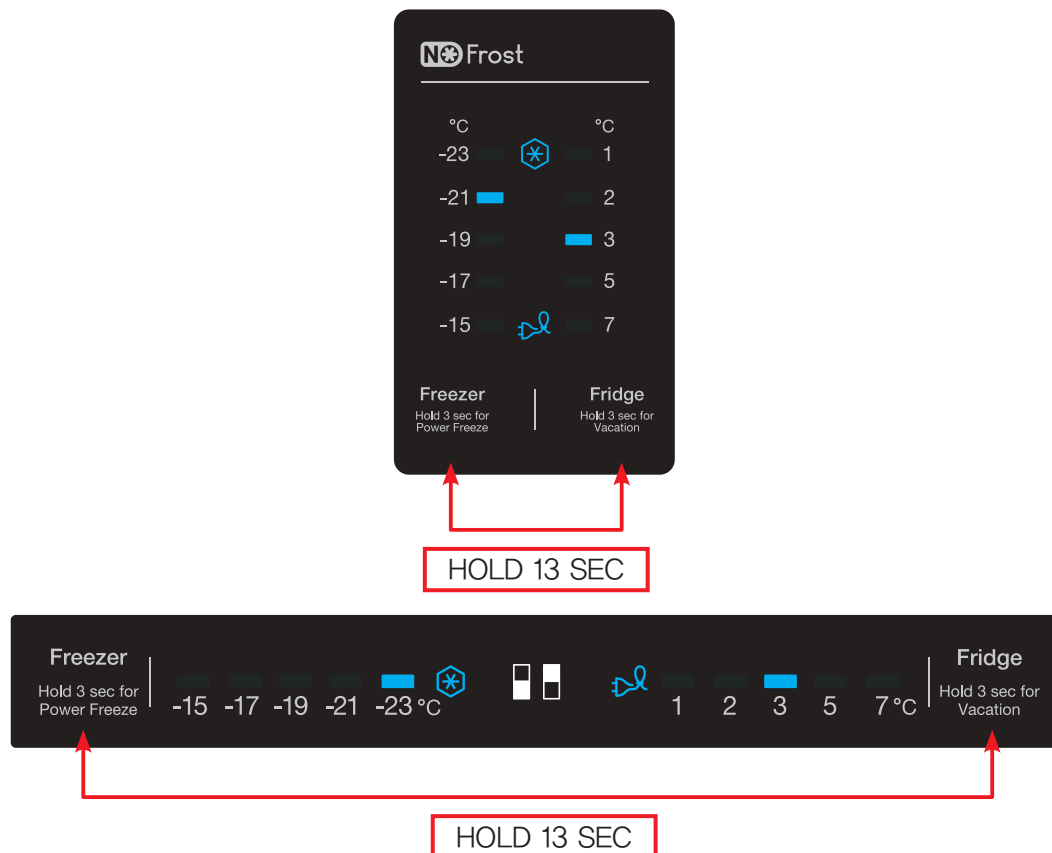 NO Frost
°C °C
-23 1
-21 2
-19 3
-17 5
-15 7
Freezer Fridge
Hold 3 sec for Hold 3 sec for
Power Freeze Vacation
HOLD 13 SEC
Freezer Fridge
Hold 3 sec for Hold 3 sec for
Power Freeze Vacation
-15 -17 -19 -21 -23 °C 1 2 3 5 7 °C
HOLD 13 SEC